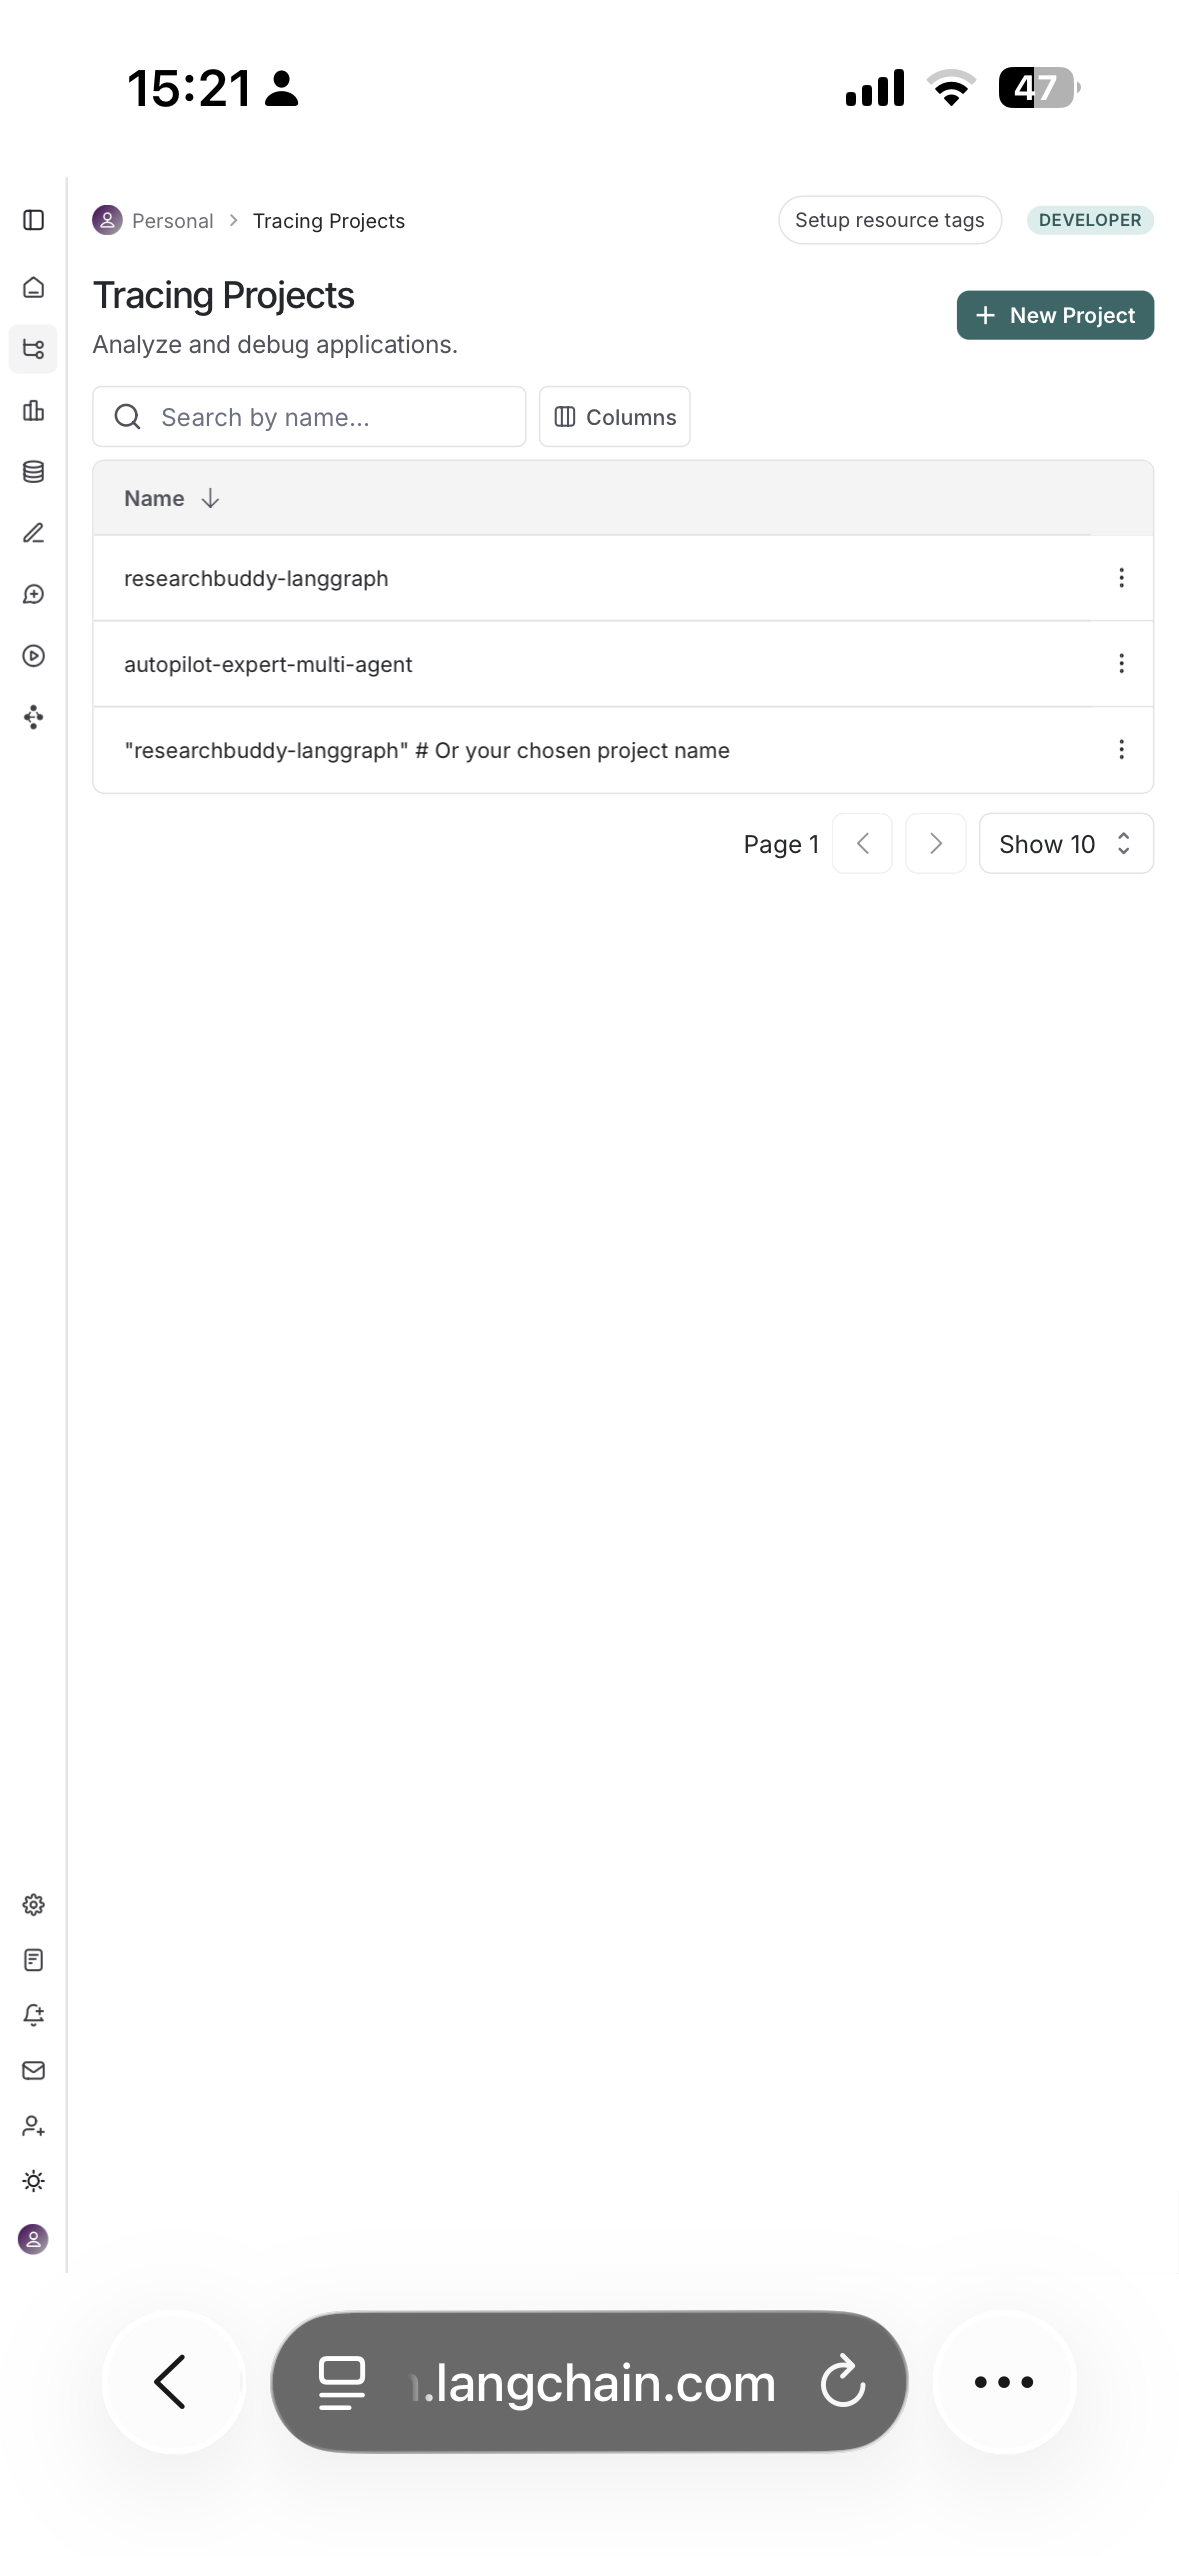 15:21
47
Personal > Tracing Projects
Setup resource tags
DEVELOPER
Tracing Projects
Analyze and debug applications.
+ New Project
Search by name...
Columns
Name ↓
researchbuddy-langgraph
autopilot-expert-multi-agent
"researchbuddy-langgraph" # Or your chosen project name
Page 1
Show 10
.langchain.com